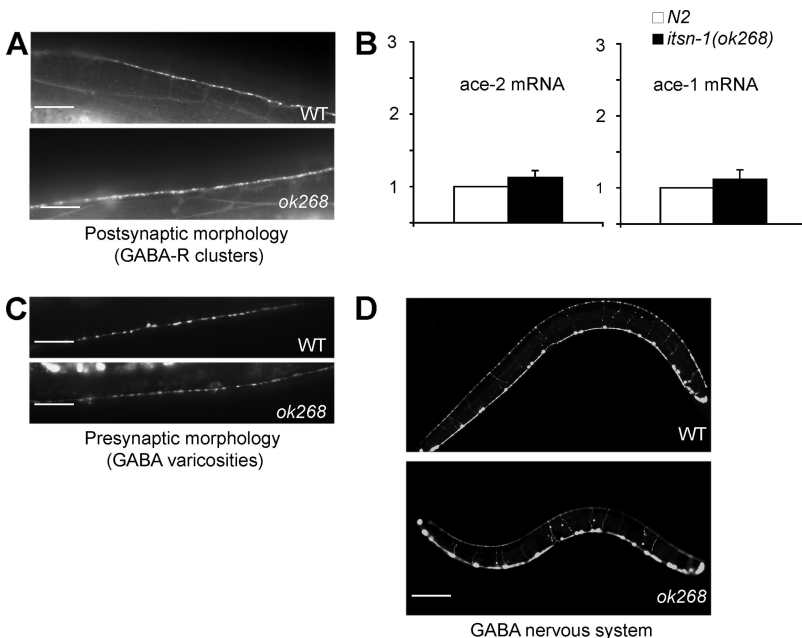 A
WT
ok268
Postsynaptic morphology
(GABA-R clusters)
B
N2
itsn-1(ok268)
3
2
1
ace-2 mRNA
3
2
1
ace-1 mRNA
C
WT
ok268
Presynaptic morphology
(GABA varicosities)
D
WT
ok268
GABA nervous system